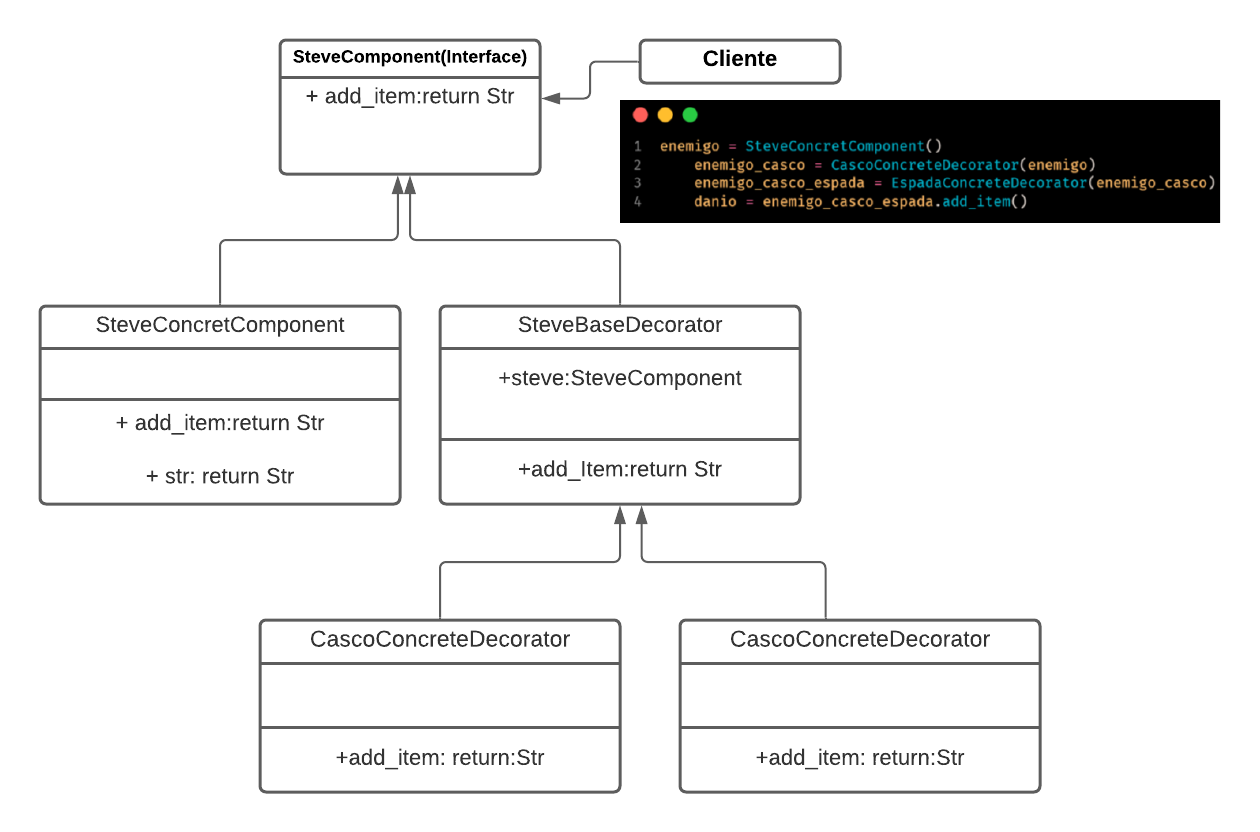 SteveComponent(Interface)
+ add_item:return Str
Cliente
1 enemigo = SteveConcretComponent()
2 enemigo_casco = CascoConcreteDecorator(enemigo)
3 enemigo_casco_espada = EspadaConcreteDecorator(enemigo_casco)
4 danio = enemigo_casco_espada.add_item()
SteveConcretComponent
+ add_item:return Str
+ str: return Str
SteveBaseDecorator
+steve:SteveComponent
+add_Item:return Str
CascoConcreteDecorator
+add_item: return:Str
CascoConcreteDecorator
+add_item: return:Str